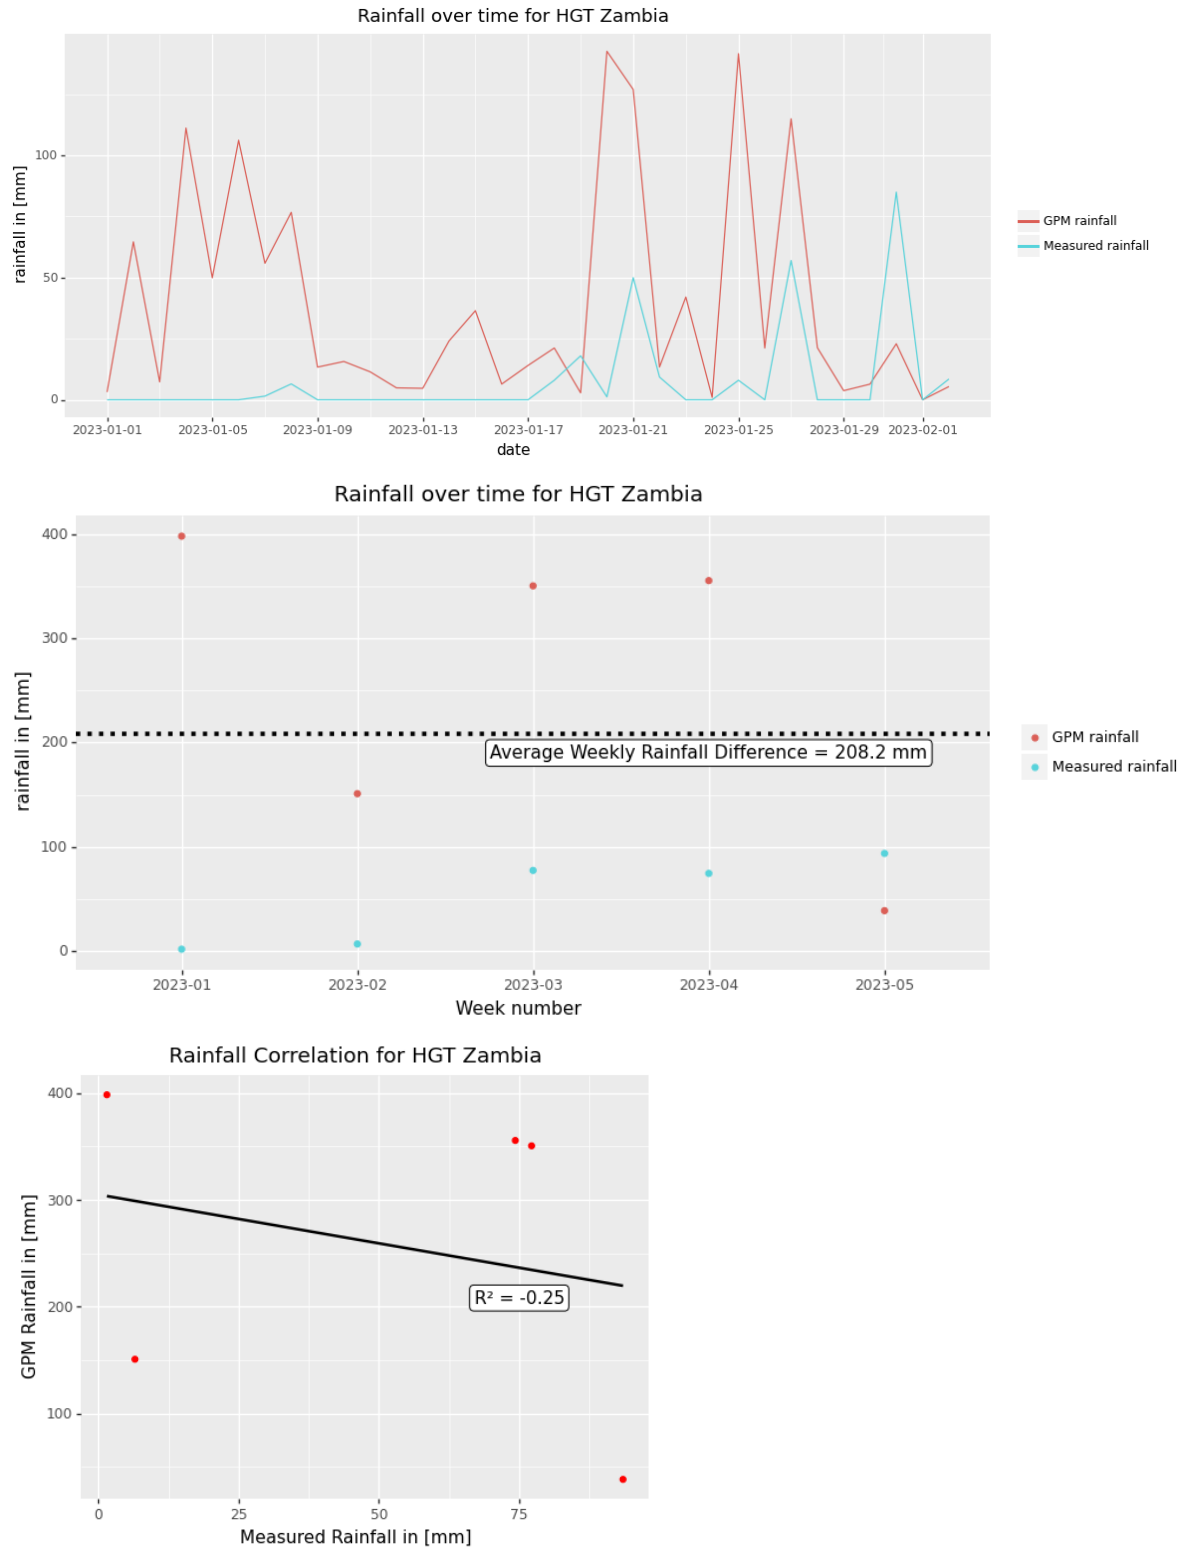 Rainfall over time for HGT Zambia
rainfall in [mm]
100
50
0
2023-01-01 2023-01-05 2023-01-09 2023-01-13 2023-01-17 2023-01-21 2023-01-25 2023-01-29 2023-02-01
date
GPM rainfall
Measured rainfall
Rainfall over time for HGT Zambia
rainfall in [mm]
400
300
200
100
0
Average Weekly Rainfall Difference = 208.2 mm
2023-01 2023-02 2023-03 2023-04 2023-05
Week number
GPM rainfall
Measured rainfall
Rainfall Correlation for HGT Zambia
GPM Rainfall in [mm]
400
300
200
100
R² = -0.25
0 25 50 75
Measured Rainfall in [mm]